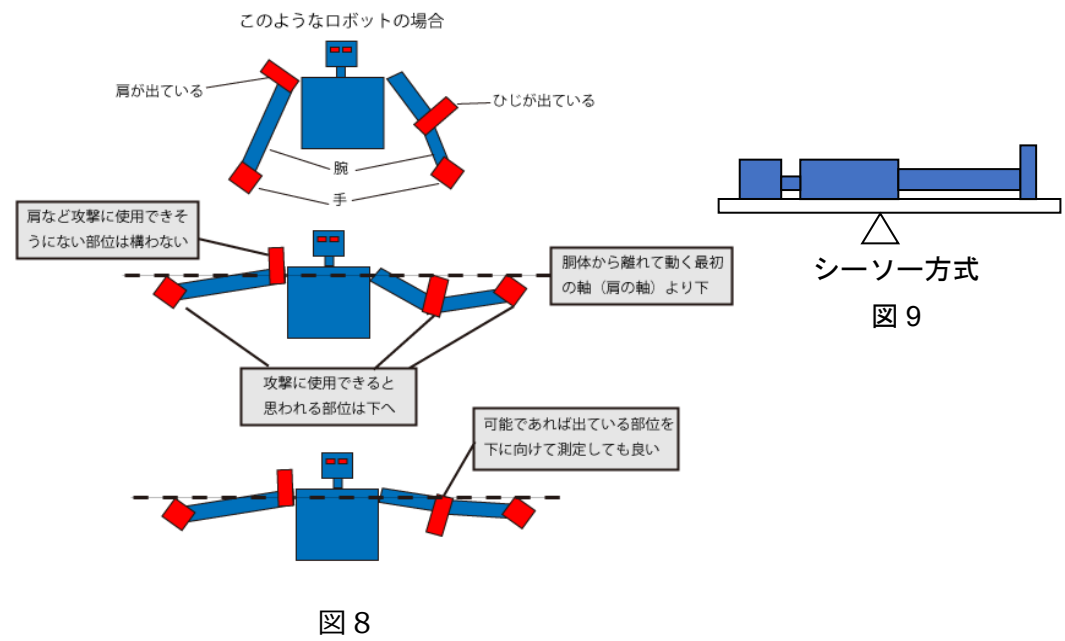 このようなロボットの場合
肩が出ている
ひじが出ている
腕
手
肩など攻撃に使用できそ
うにない部位は構わない
胴体から離れて動く最初
の軸（肩の軸）より下
攻撃に使用できると
思われる部位は下へ
可能であれば出ている部位を
下に向けて測定しても良い
図 8
シーソー方式
図 9